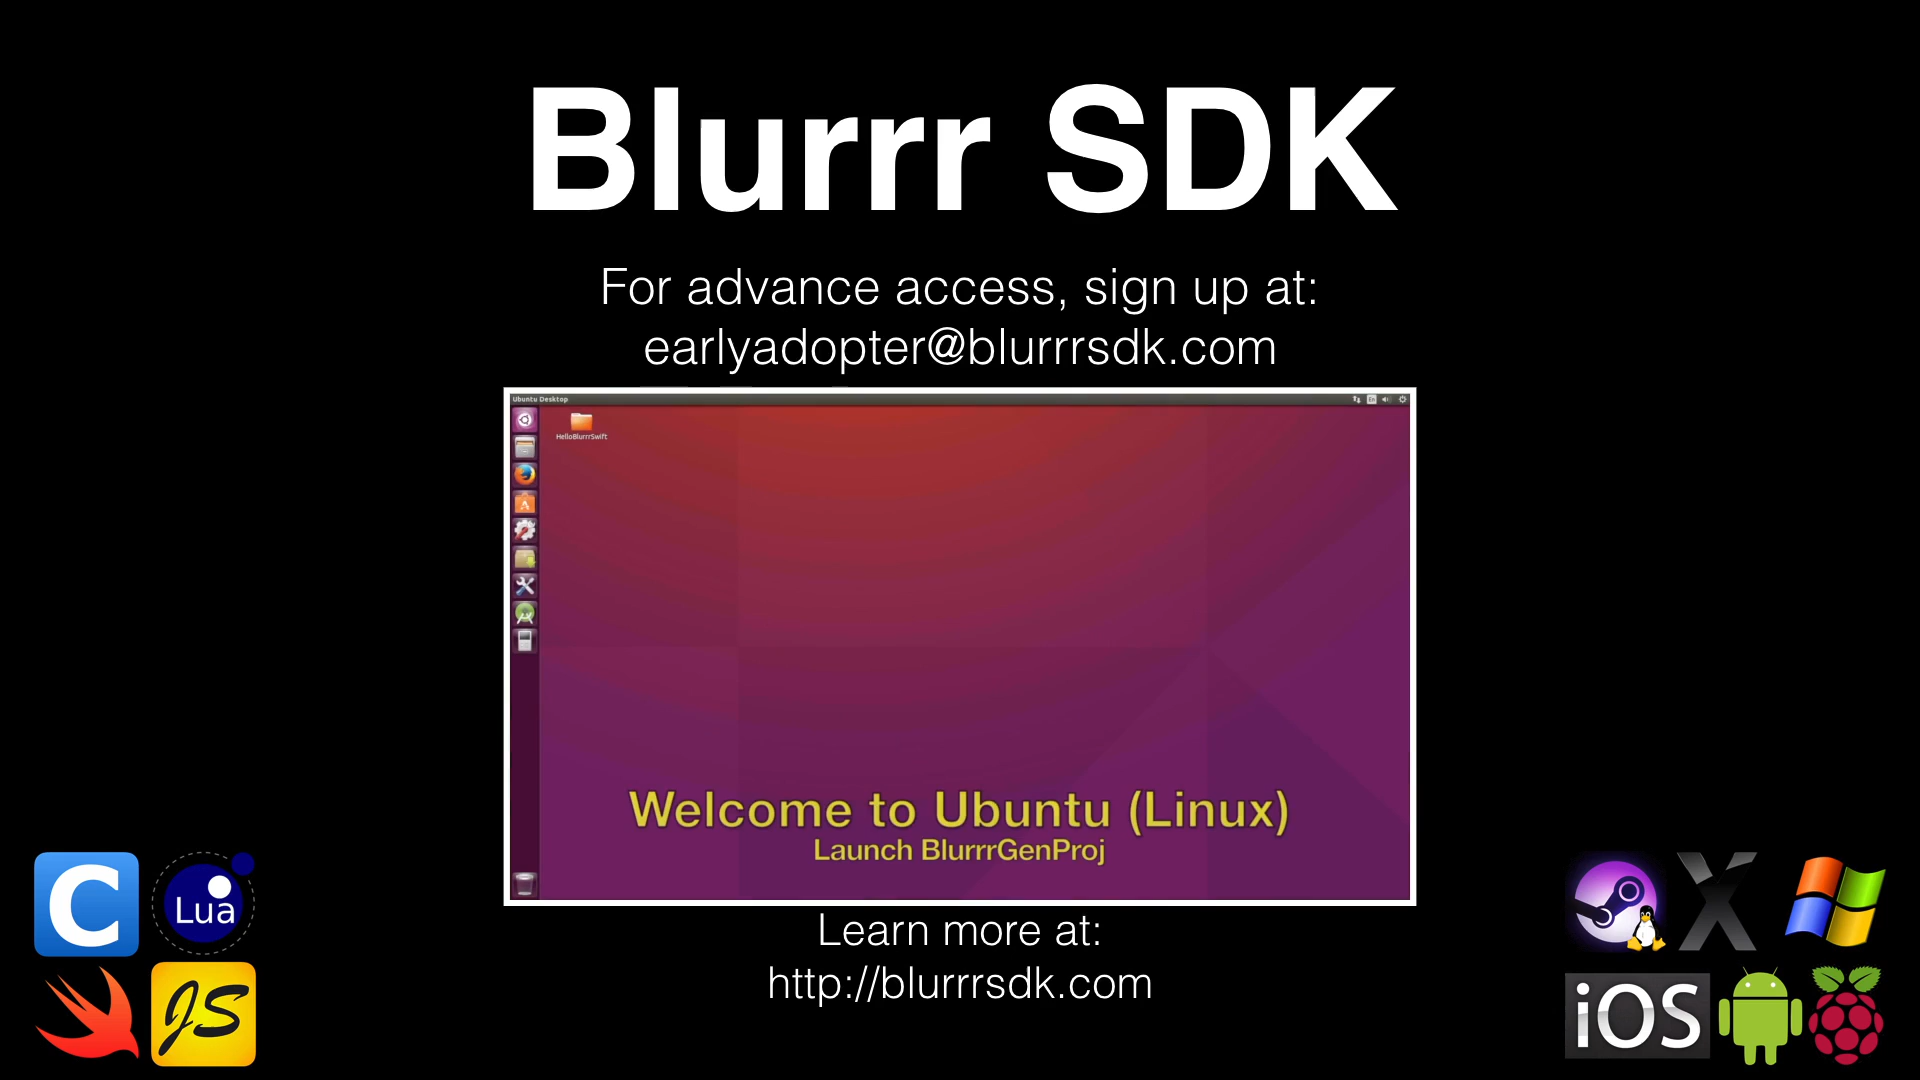 Blurrr SDK
For advance access, sign up at:
earlyadopter@blurrrsdk.com
Ubuntu Desktop
En
HelloBlurrrSwift
A
Welcome to Ubuntu (Linux)
Launch BlurrrGenProj
Learn more at:
http://blurrrsdk.com
C
Lua
JS
X
iOS